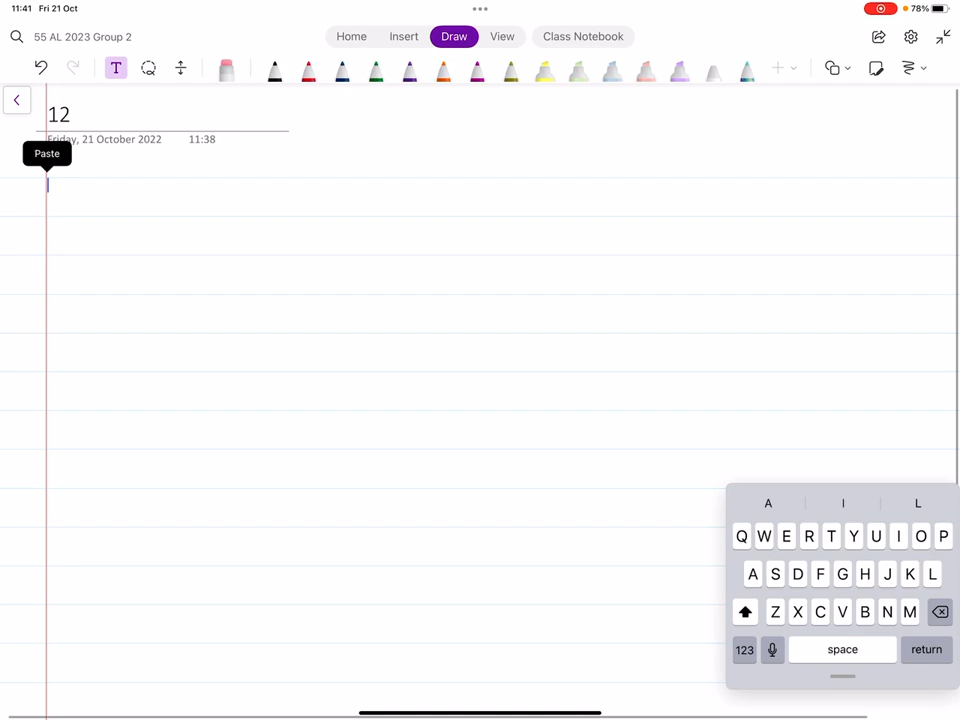 11:41 Fri 21 Oct
78%
55 AL 2023 Group 2
Home Insert Draw View Class Notebook
T
12
Friday, 21 October 2022 11:38
Paste
A I L
Q W E R T Y U I O P
A S D F G H J K L
Z X C V B N M
123 space return